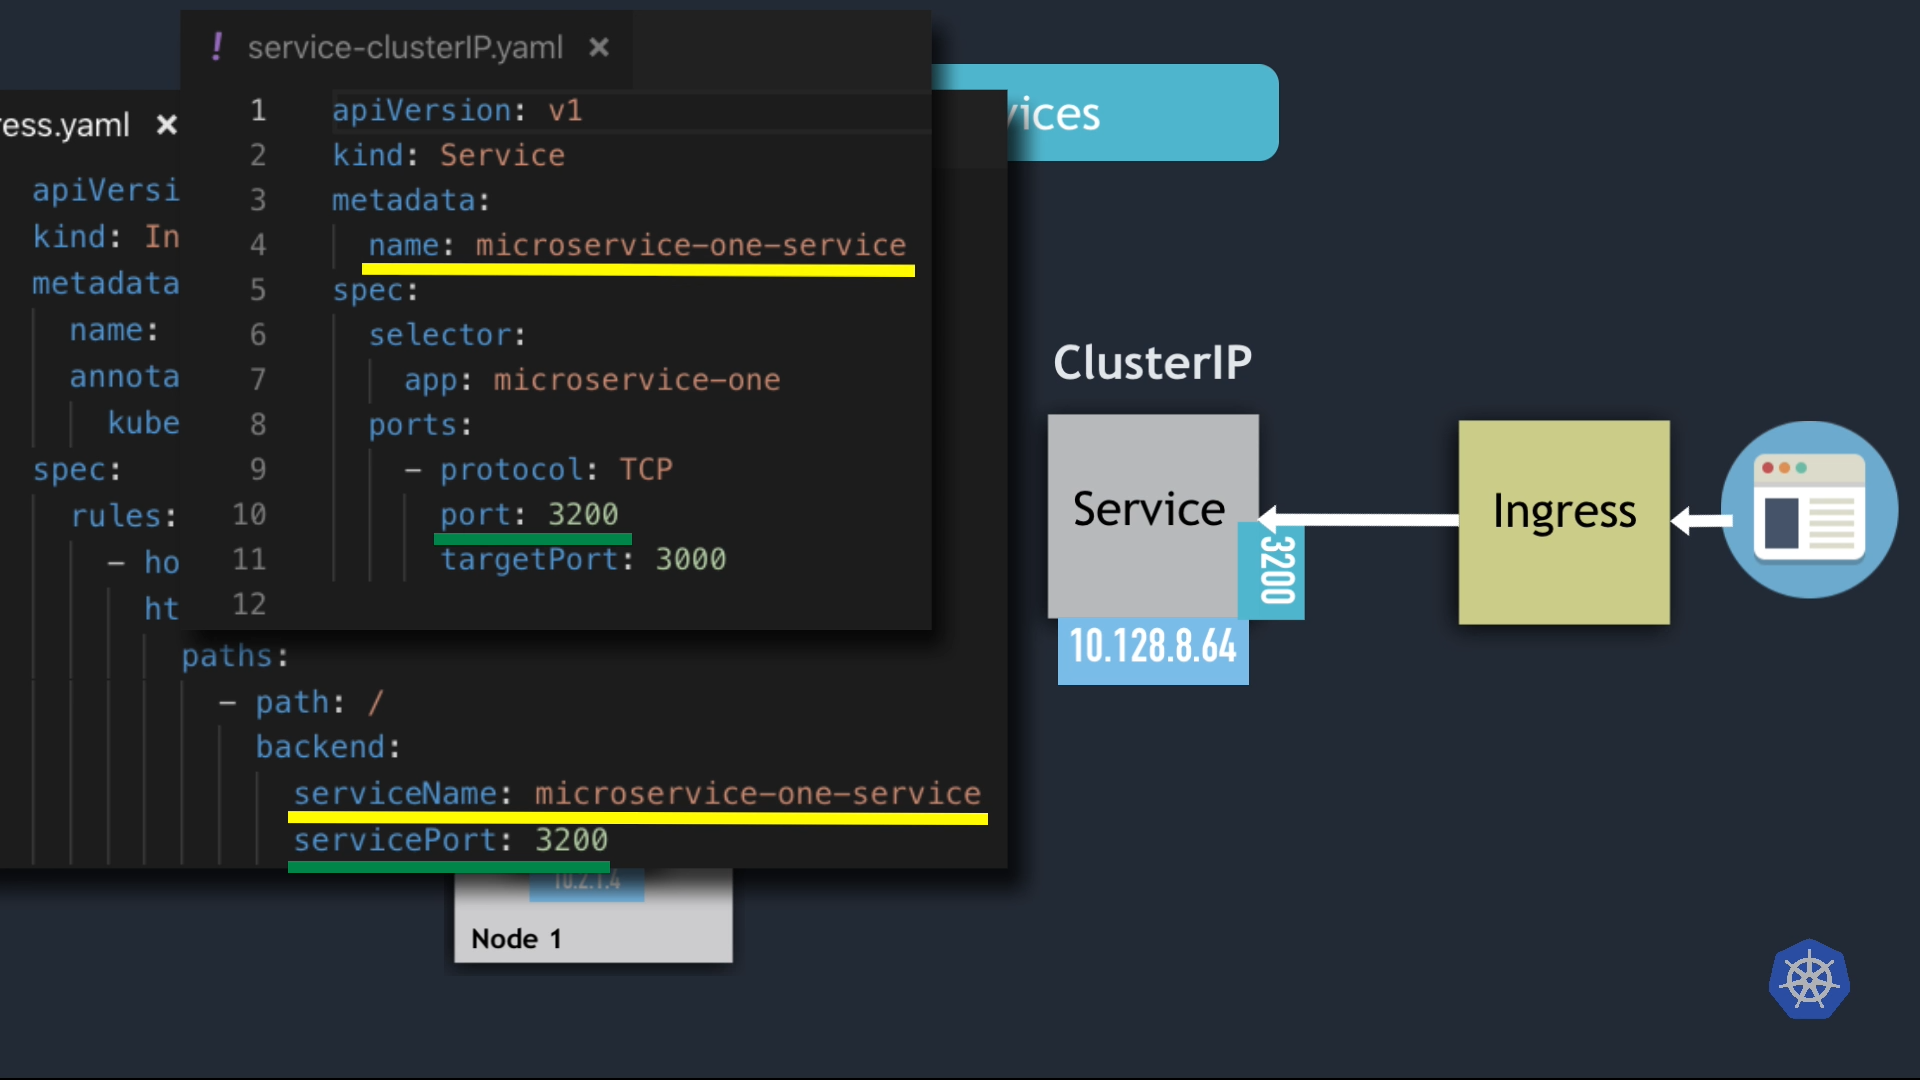 service-clusterIP.yaml
1 apiVersion: v1
2 kind: Service
3 metadata:
4 name: microservice-one-service
5 spec:
6 selector:
7 app: microservice-one
8 ports:
9 - protocol: TCP
10 port: 3200
11 targetPort: 3000
12
ress.yaml
apiVersi
kind: In
metadata
name:
annota
kube
spec:
rules:
- ho
ht
paths:
- path: /
backend:
serviceName: microservice-one-service
servicePort: 3200
10.2.1.4
Node 1
vices
ClusterIP
Service
3200
10.128.8.64
Ingress